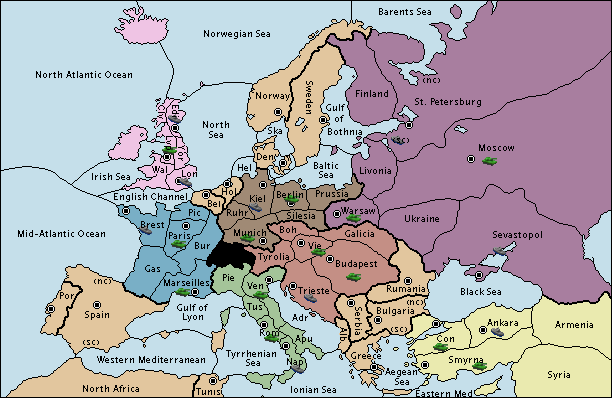 Barents Sea
Norwegian Sea
North Atlantic Ocean
(nc)
St. Petersburg
Finland
Norway
Sweden
Gulf
of
Bothnia
Ska
(sc)
Moscow
North
Sea
Edi
Den
Baltic
Sea
Livonia
Irish Sea
Wal
Lon
Hel
Hol
Kiel
Berlin
Prussia
English Channel
Bel
Ruhr
Silesia
Warsaw
Ukraine
Pic
Brest
Paris
Bur
Munich
Boh
Galicia
Sevastopol
Mid-Atlantic Ocean
Vie
Tyrolia
Budapest
Gas
Marseilles
Pie
Ven
Trieste
Rumania
Black Sea
(nc)
Por
Spain
Gulf of
Lyon
Tus
Adr
Serbia
(nc)
Bulgaria
(sc)
Ankara
Armenia
Rom
Apu
Alb
Con
(sc)
Western Mediterranean
Tyrrhenian
Sea
Nap
Greece
Aegean
Sea
Smyrna
North Africa
Tunis
Ionian Sea
Eastern Med
Syria